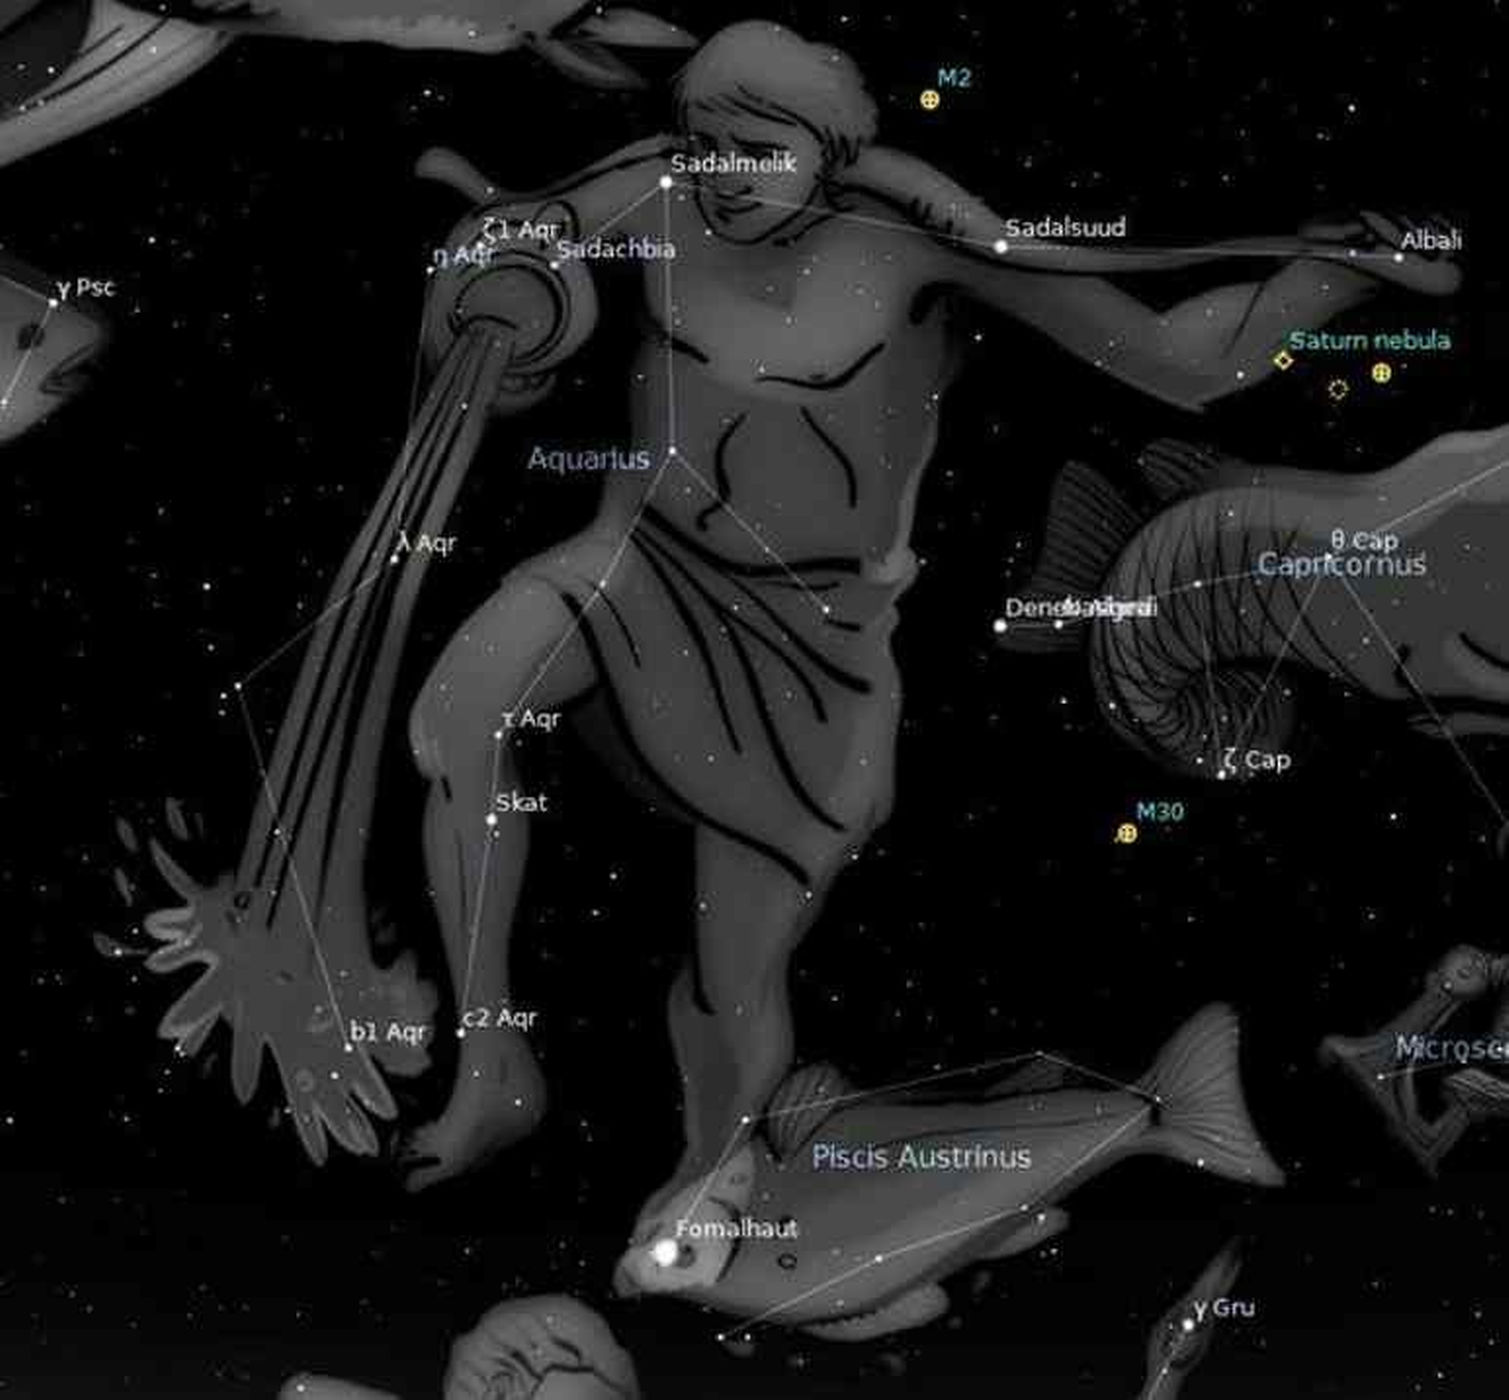 M2
Sadalmelik
ζ1 Aqr
Sadalsuud
Albali
η Aqr
Sadachbia
γ Psc
Saturn nebula
Aquarius
λ Aqr
θ Cap
Capricornus
τ Aqr
ζ Cap
Skat
M30
c2 Aqr
b1 Aqr
Piscis Austrinus
Fomalhaut
γ Gru